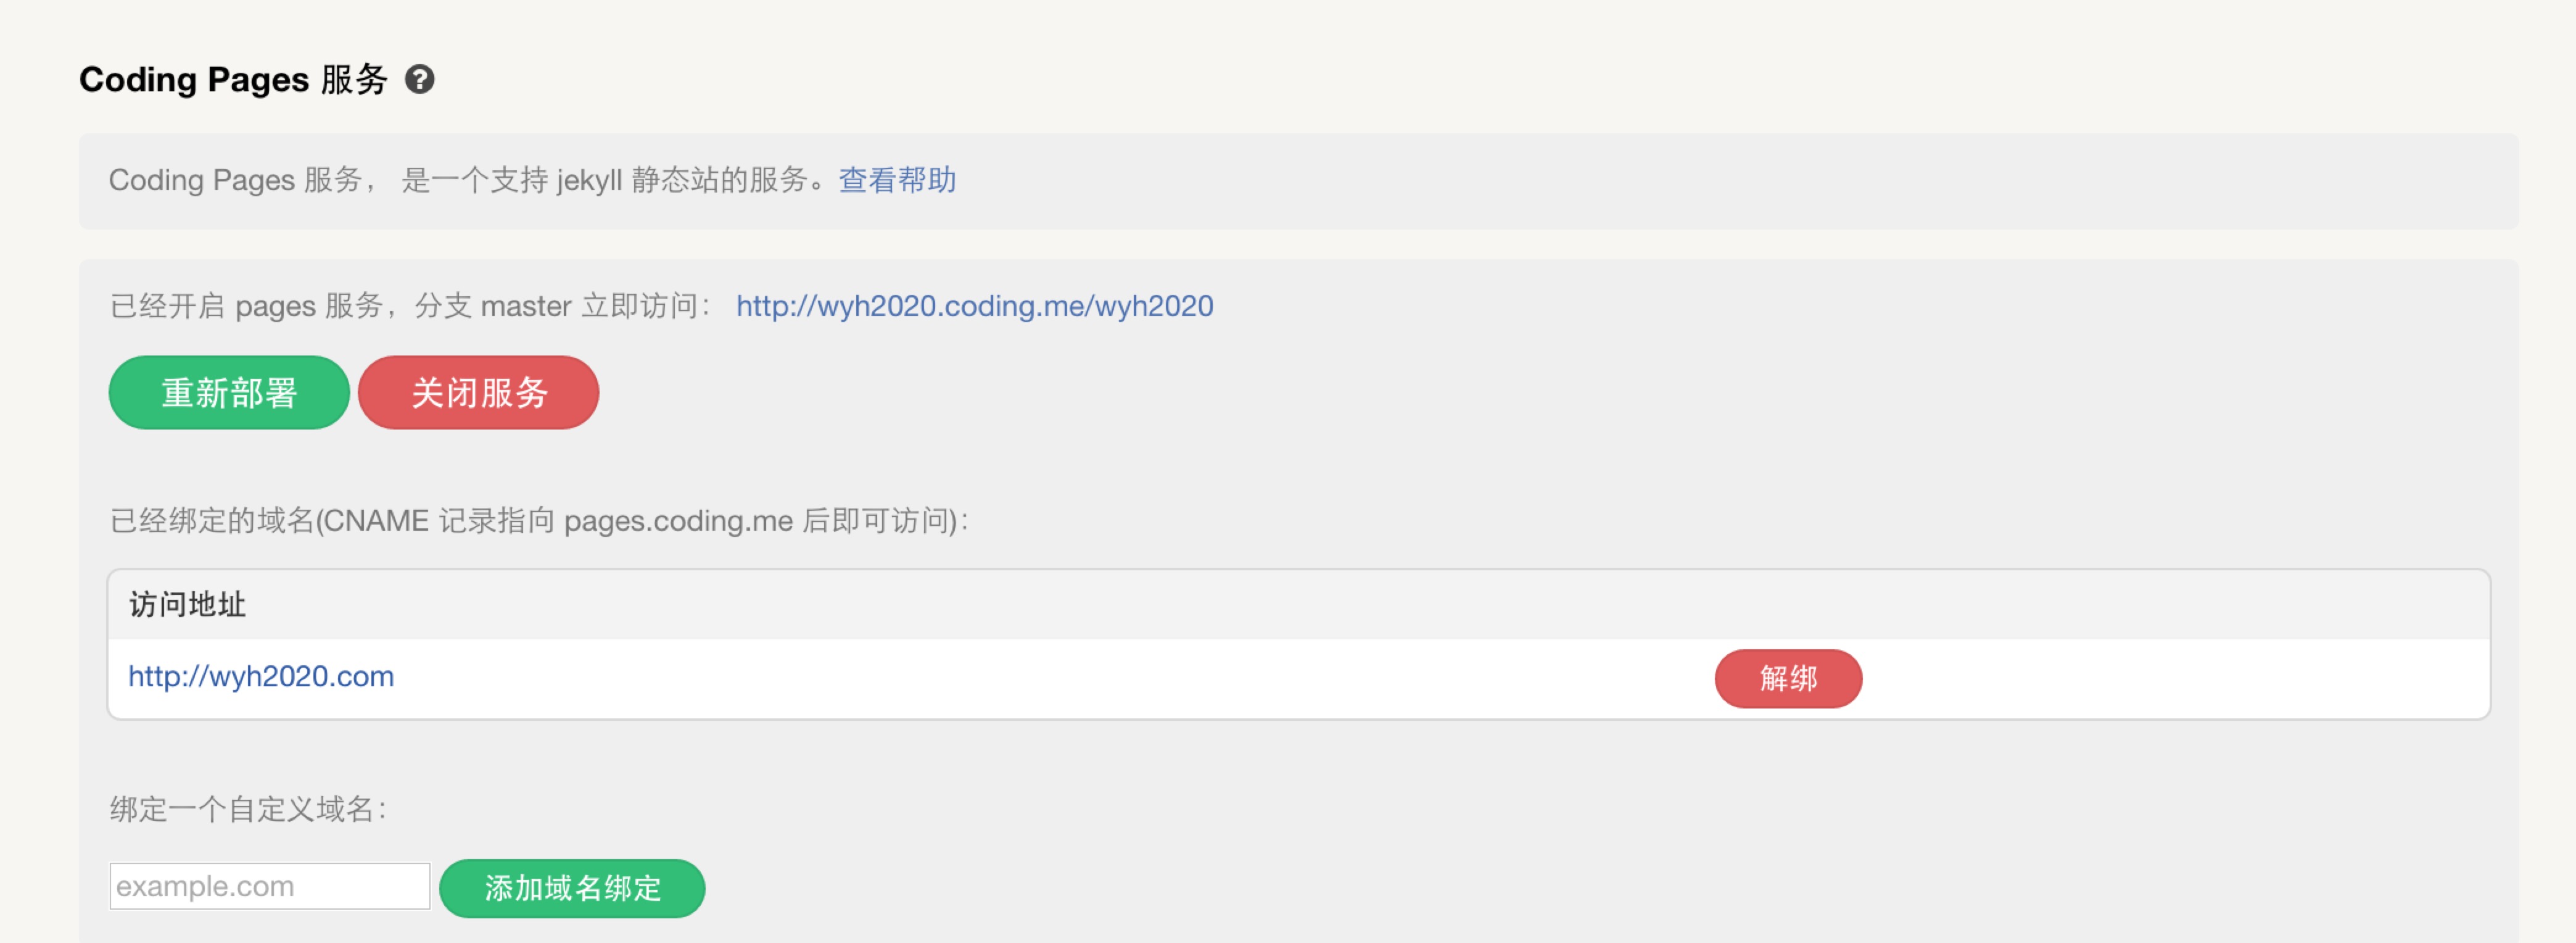 Coding Pages 服务 ?
Coding Pages 服务， 是一个支持 jekyll 静态站的服务。查看帮助
已经开启 pages 服务，分支 master 立即访问： http://wyh2020.coding.me/wyh2020
重新部署 关闭服务
已经绑定的域名(CNAME 记录指向 pages.coding.me 后即可访问)：
访问地址
http://wyh2020.com 解绑
绑定一个自定义域名：
example.com 添加域名绑定